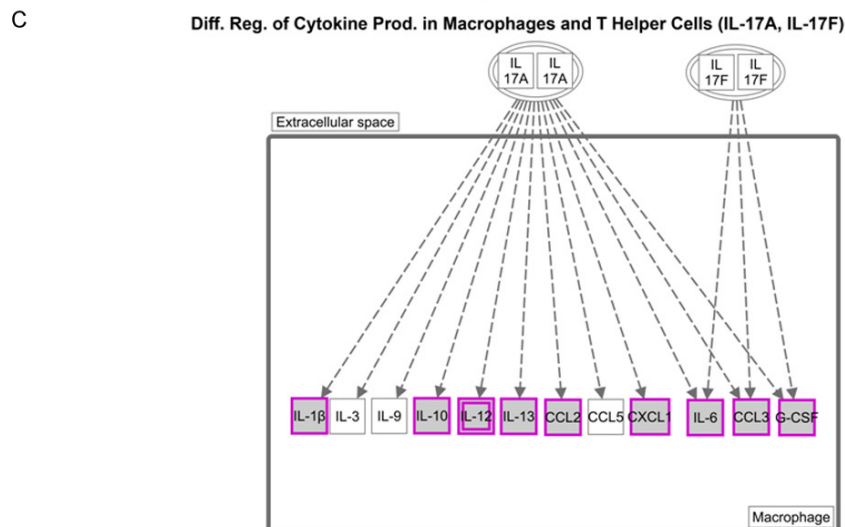 C
Diff. Reg. of Cytokine Prod. in Macrophages and T Helper Cells (IL-17A, IL-17F)
IL
17A
IL
17A
IL
17F
IL
17F
Extracellular space
IL-1β
IL-3
IL-9
IL-10
IL-12
IL-13
CCL2
CCL5
CXCL1
IL-6
CCL3
G-CSF
Macrophage